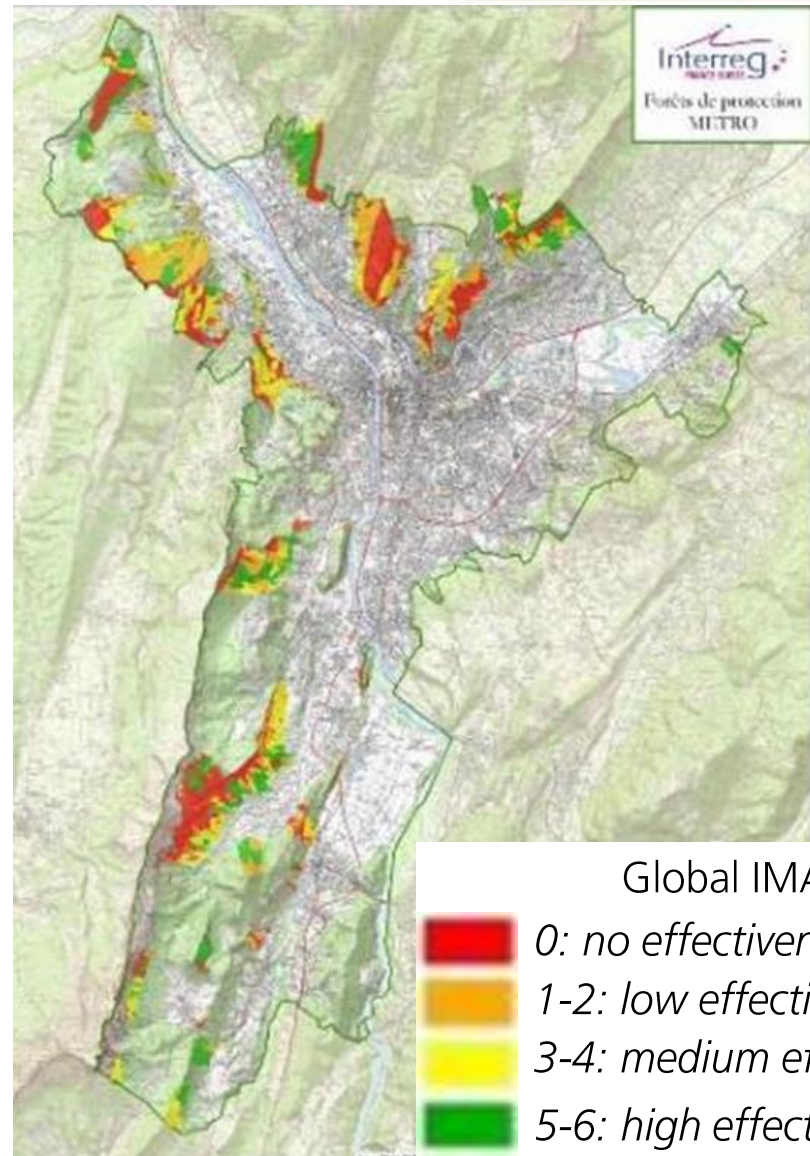 Interreg
Forêts de protection
METRO
Global IMA
0: no effectiver
1-2: low effecti
3-4: medium ef
5-6: high effect